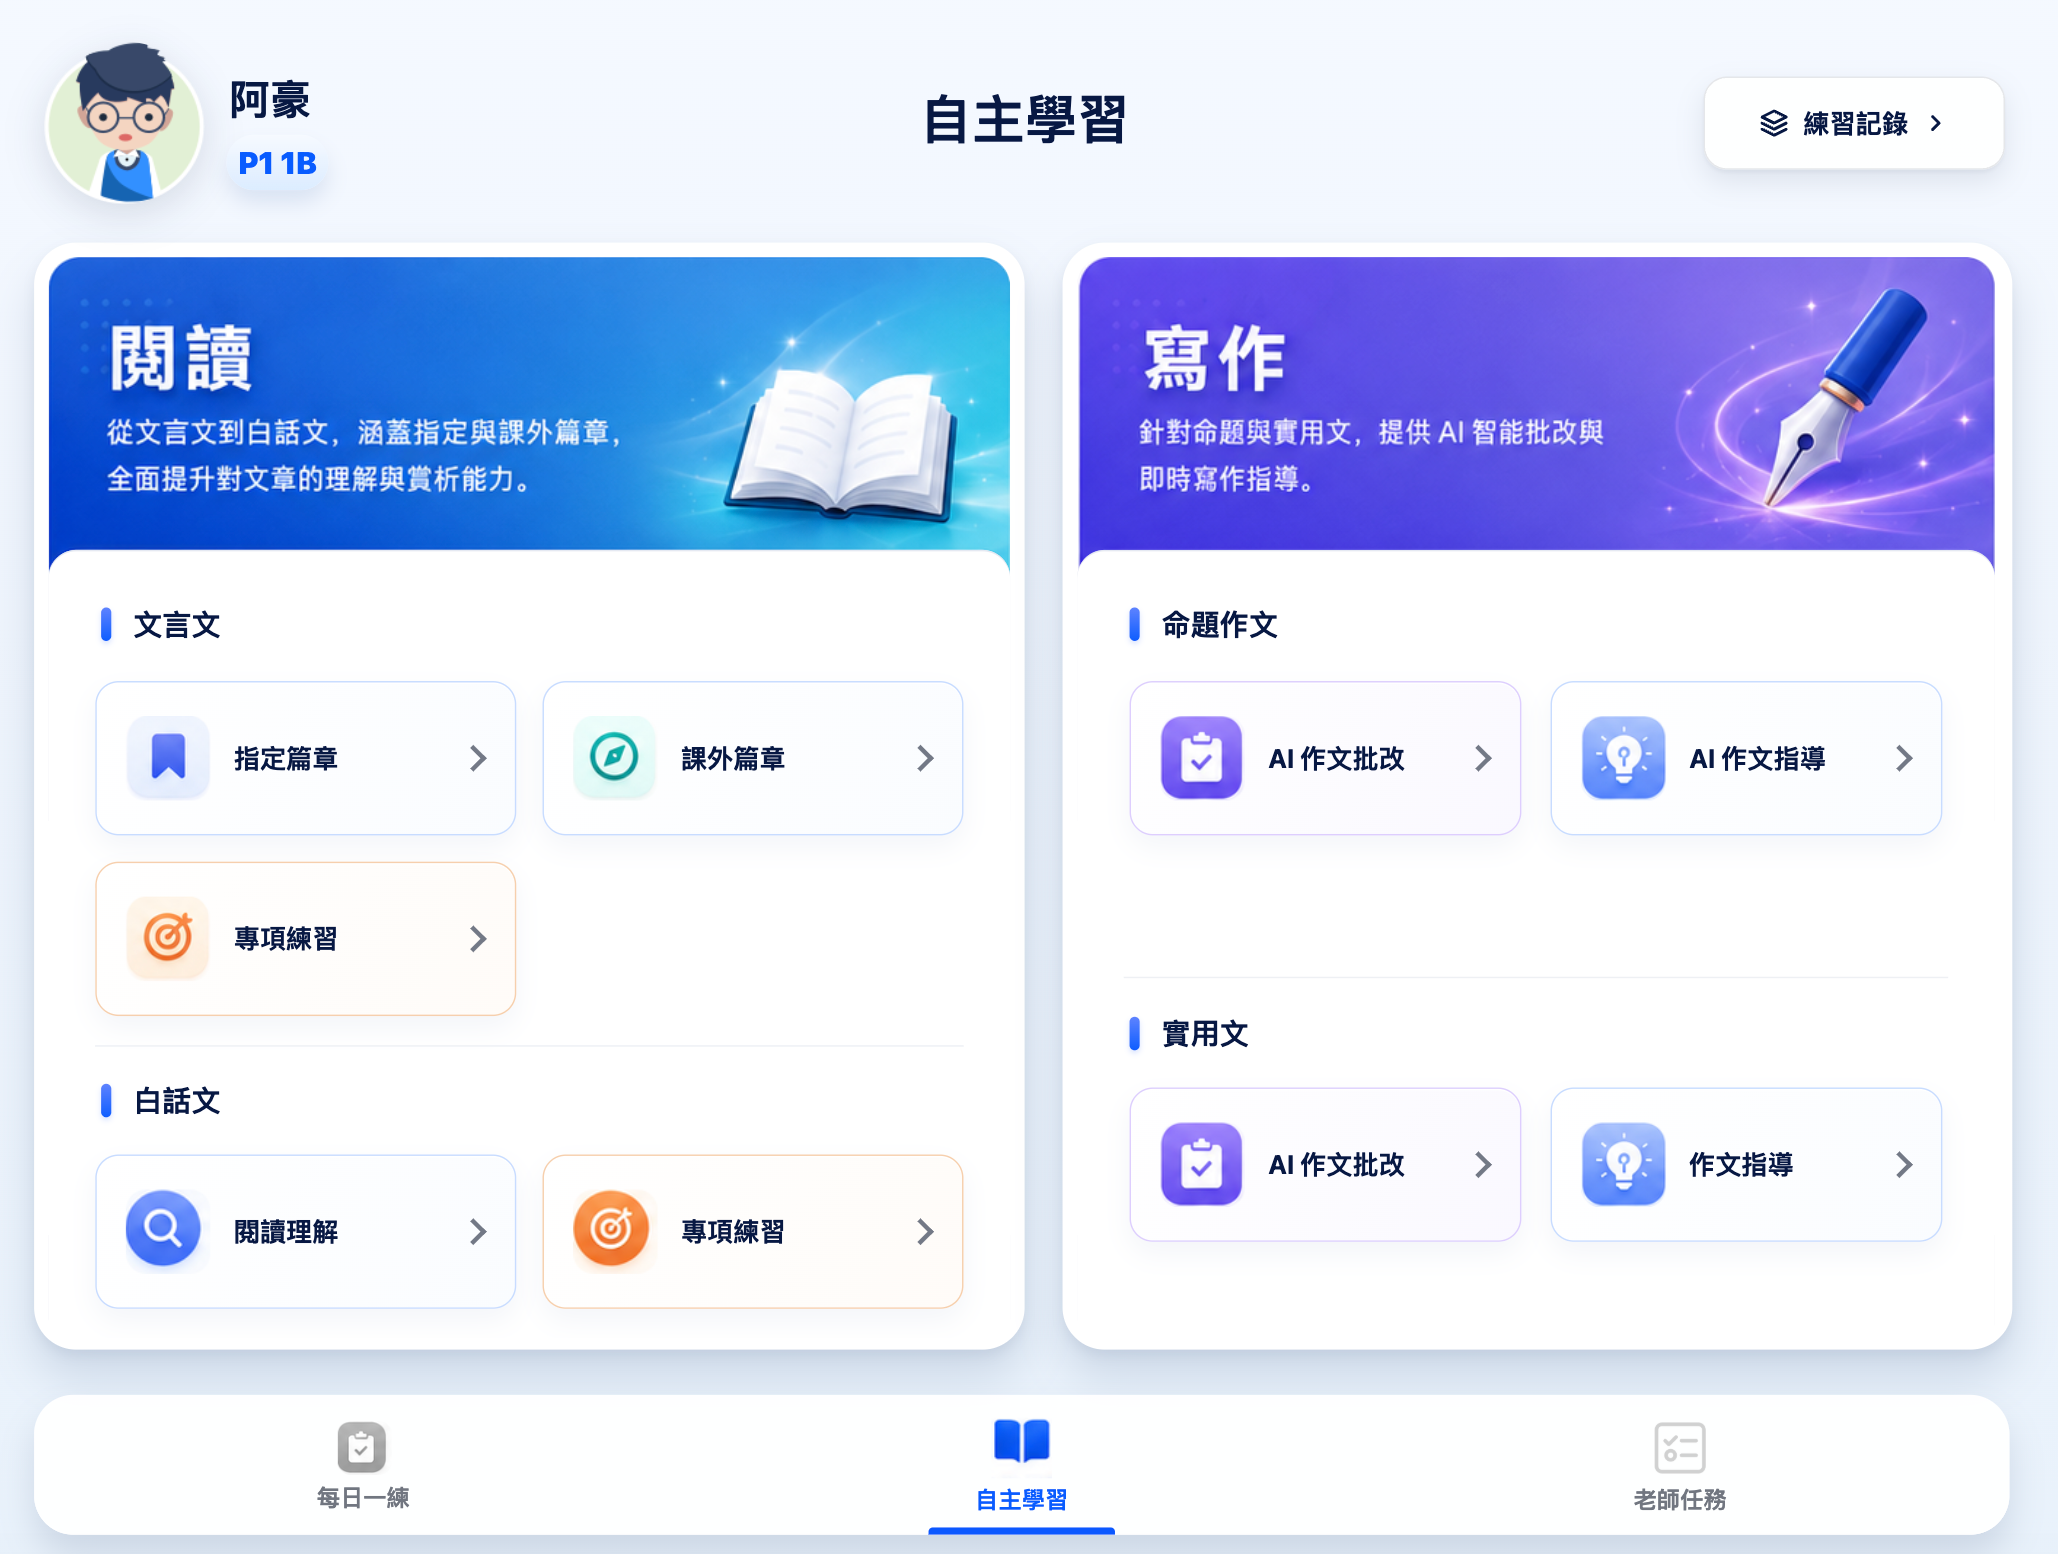 阿豪
P1 1B
自主學習
練習記錄
閱讀
從文言文到白話文，涵蓋指定與課外篇章，
全面提升對文章的理解與賞析能力。
文言文
指定篇章
課外篇章
專項練習
白話文
閱讀理解
專項練習
寫作
針對命題與實用文，提供 AI 智能批改與
即時寫作指導。
命題作文
AI 作文批改
AI 作文指導
實用文
AI 作文批改
作文指導
每日一練
自主學習
老師任務